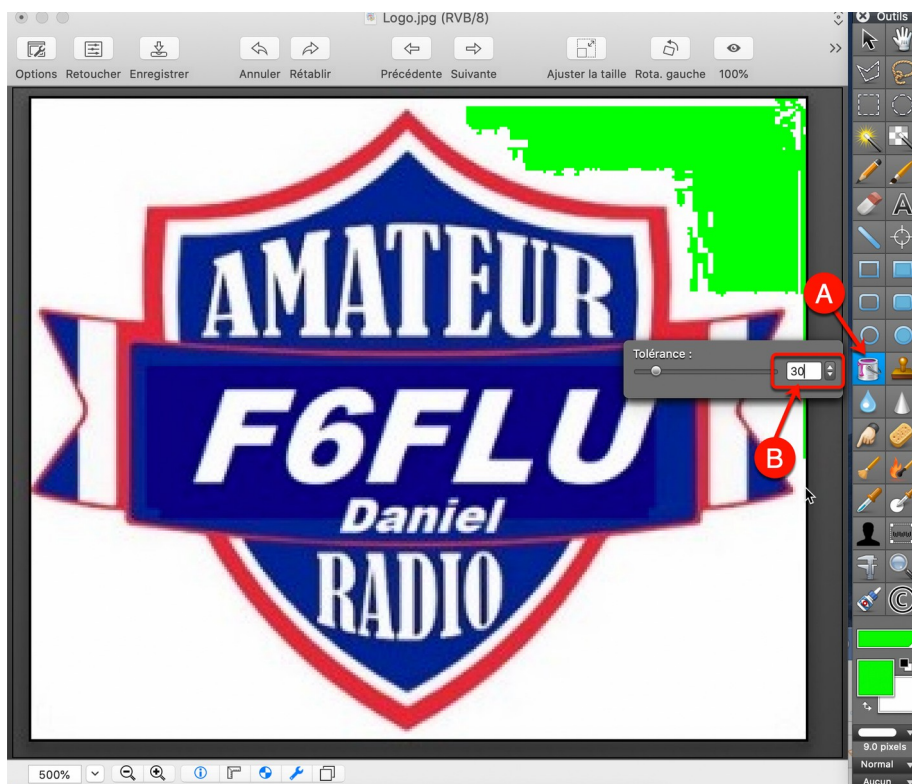 Logo.jpg (RVB/8)
Outils
Options Retoucher Enregistrer Annuler Rétablir Précédente Suivante Ajuster la taille Rota. gauche 100%
AMATEUR
A
Tolérance :
30
F6FLU
B
Daniel
RADIO
9.0 pixels
Normal
Aucun
500%